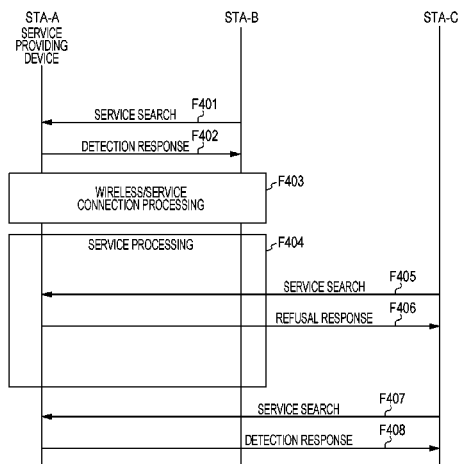 STA-A
SERVICE
PROVIDING
DEVICE
STA-B
STA-C
F401
SERVICE SEARCH
F402
DETECTION RESPONSE
F403
WIRELESS/SERVICE
CONNECTION PROCESSING
F404
SERVICE PROCESSING
F405
SERVICE SEARCH
F406
REFUSAL RESPONSE
F407
SERVICE SEARCH
F408
DETECTION RESPONSE